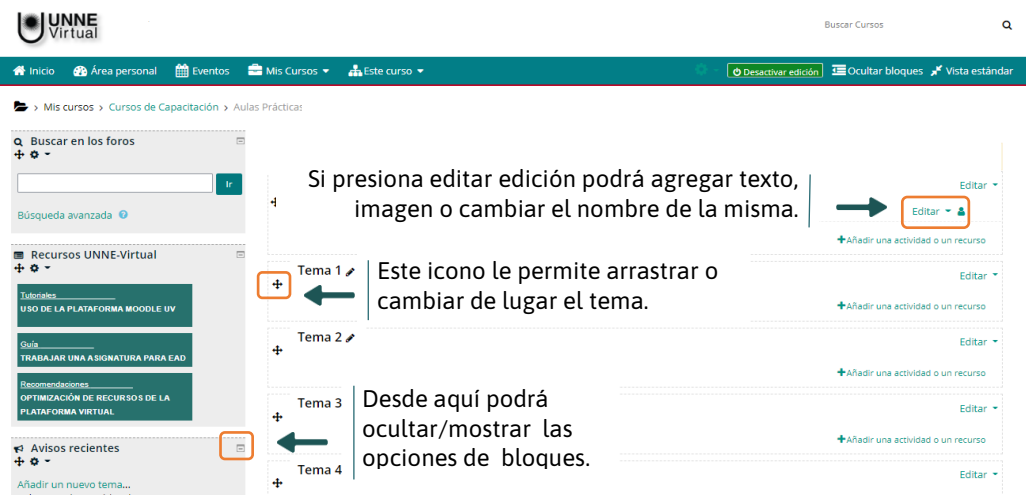 UNNE
Virtual
Buscar Cursos
Inicio Área personal Eventos Mis Cursos Este curso Desactivar edición Ocultar bloques Vista estándar
› Mis cursos › Cursos de Capacitación › Aulas Prácticas
Buscar en los foros
Ir
Búsqueda avanzada
Si presiona editar edición podrá agregar texto,
imagen o cambiar el nombre de la misma.
Editar
Editar
Añadir una actividad o un recurso
Recursos UNNE-Virtual
Tutoriales
USO DE LA PLATAFORMA MOODLE UV
Guía
TRABAJAR UNA ASIGNATURA PARA EAD
Recomendaciones
OPTIMIZACIÓN DE RECURSOS DE LA
PLATAFORMA VIRTUAL
Tema 1
Este icono le permite arrastrar o
cambiar de lugar el tema.
Editar
Añadir una actividad o un recurso
Tema 2
Editar
Añadir una actividad o un recurso
Tema 3
Desde aquí podrá
ocultar/mostrar las
opciones de bloques.
Editar
Añadir una actividad o un recurso
Avisos recientes
Añadir un nuevo tema...
Tema 4
Editar